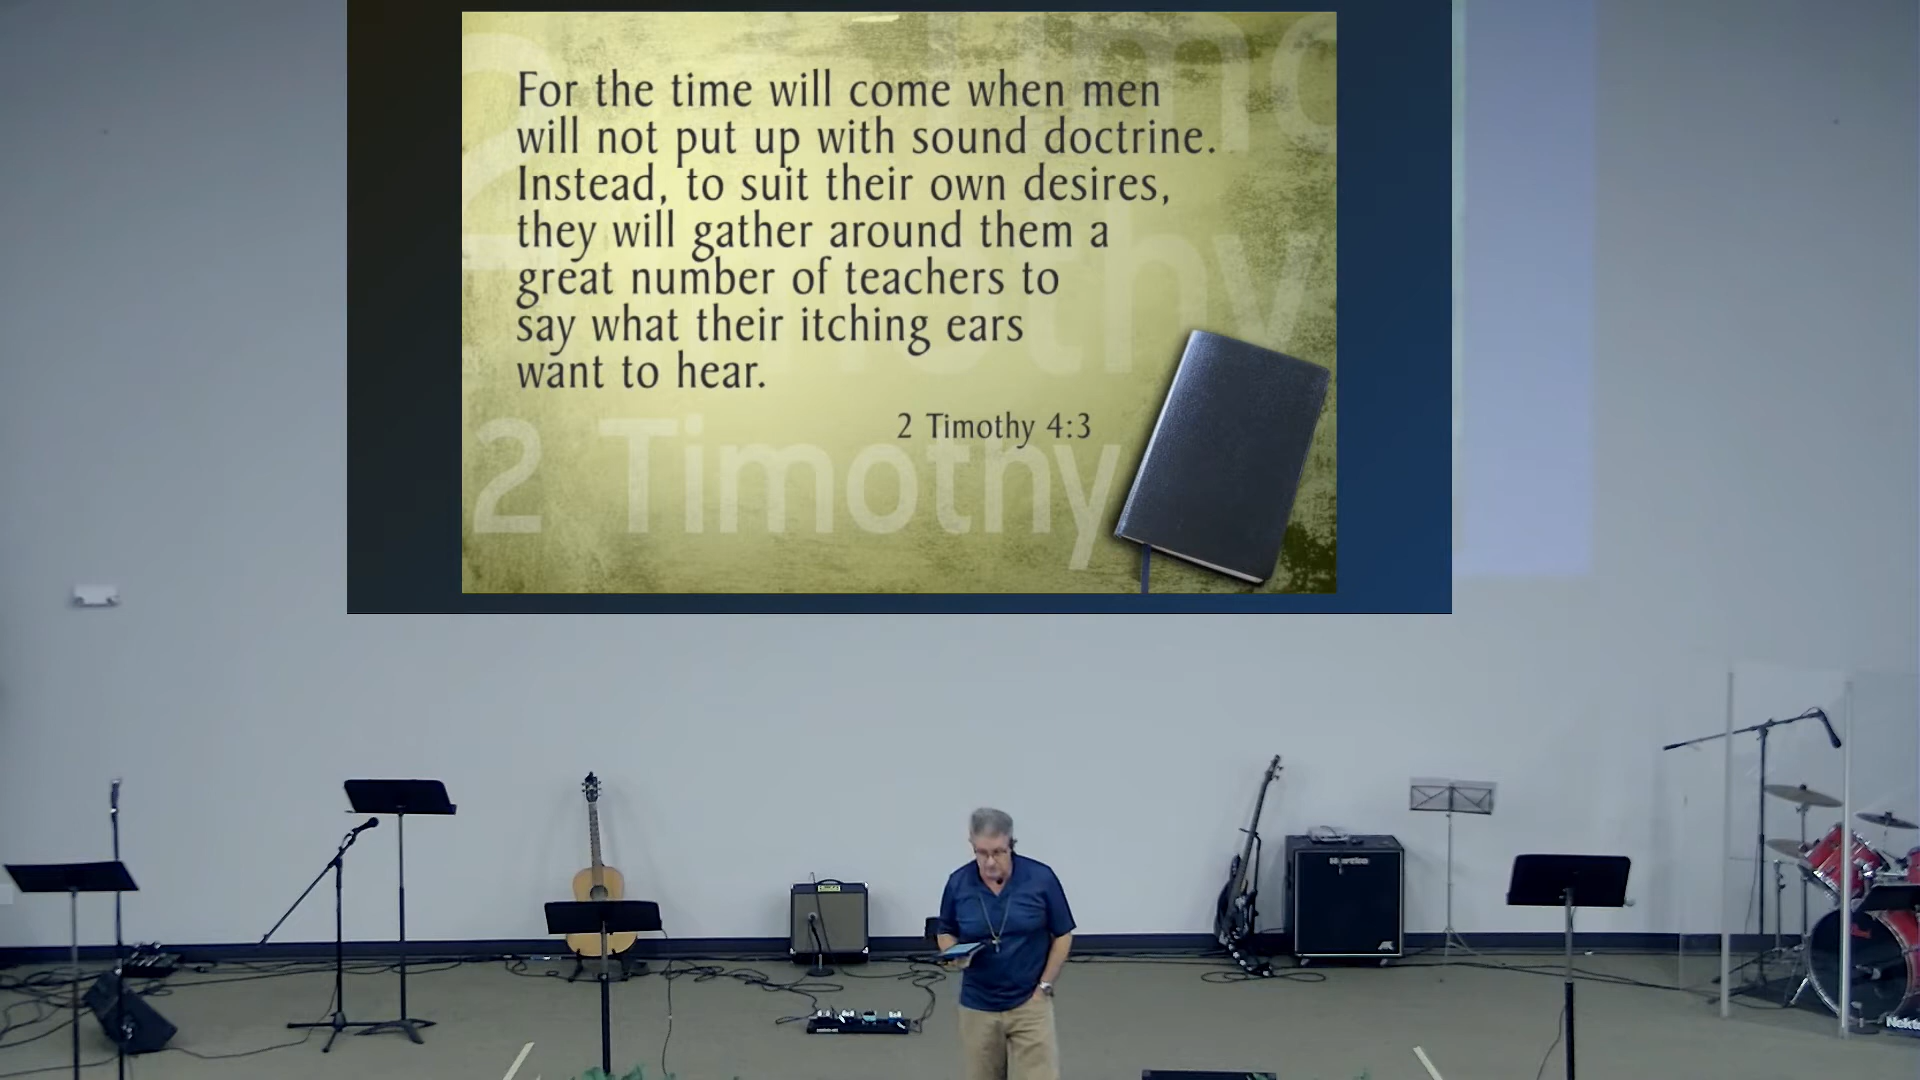 For the time will come when men
will not put up with sound doctrine.
Instead, to suit their own desires,
they will gather around them a
great number of teachers to
say what their itching ears
want to hear.
2 Timothy 4:3
2 Timothy
Hartke